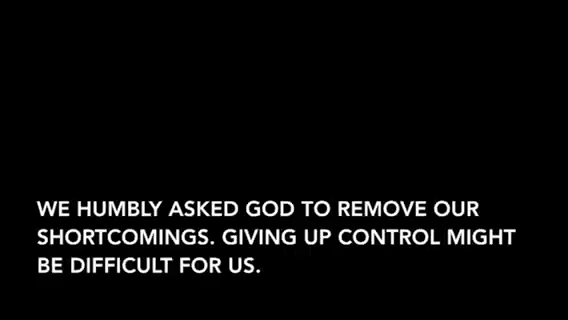 WE HUMBLY ASKED GOD TO REMOVE OUR
SHORTCOMINGS. GIVING UP CONTROL MIGHT
BE DIFFICULT FOR US.